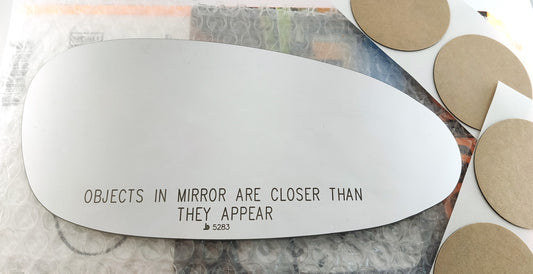 OBJECTS IN MIRROR ARE CLOSER THAN
THEY APPEAR
5283